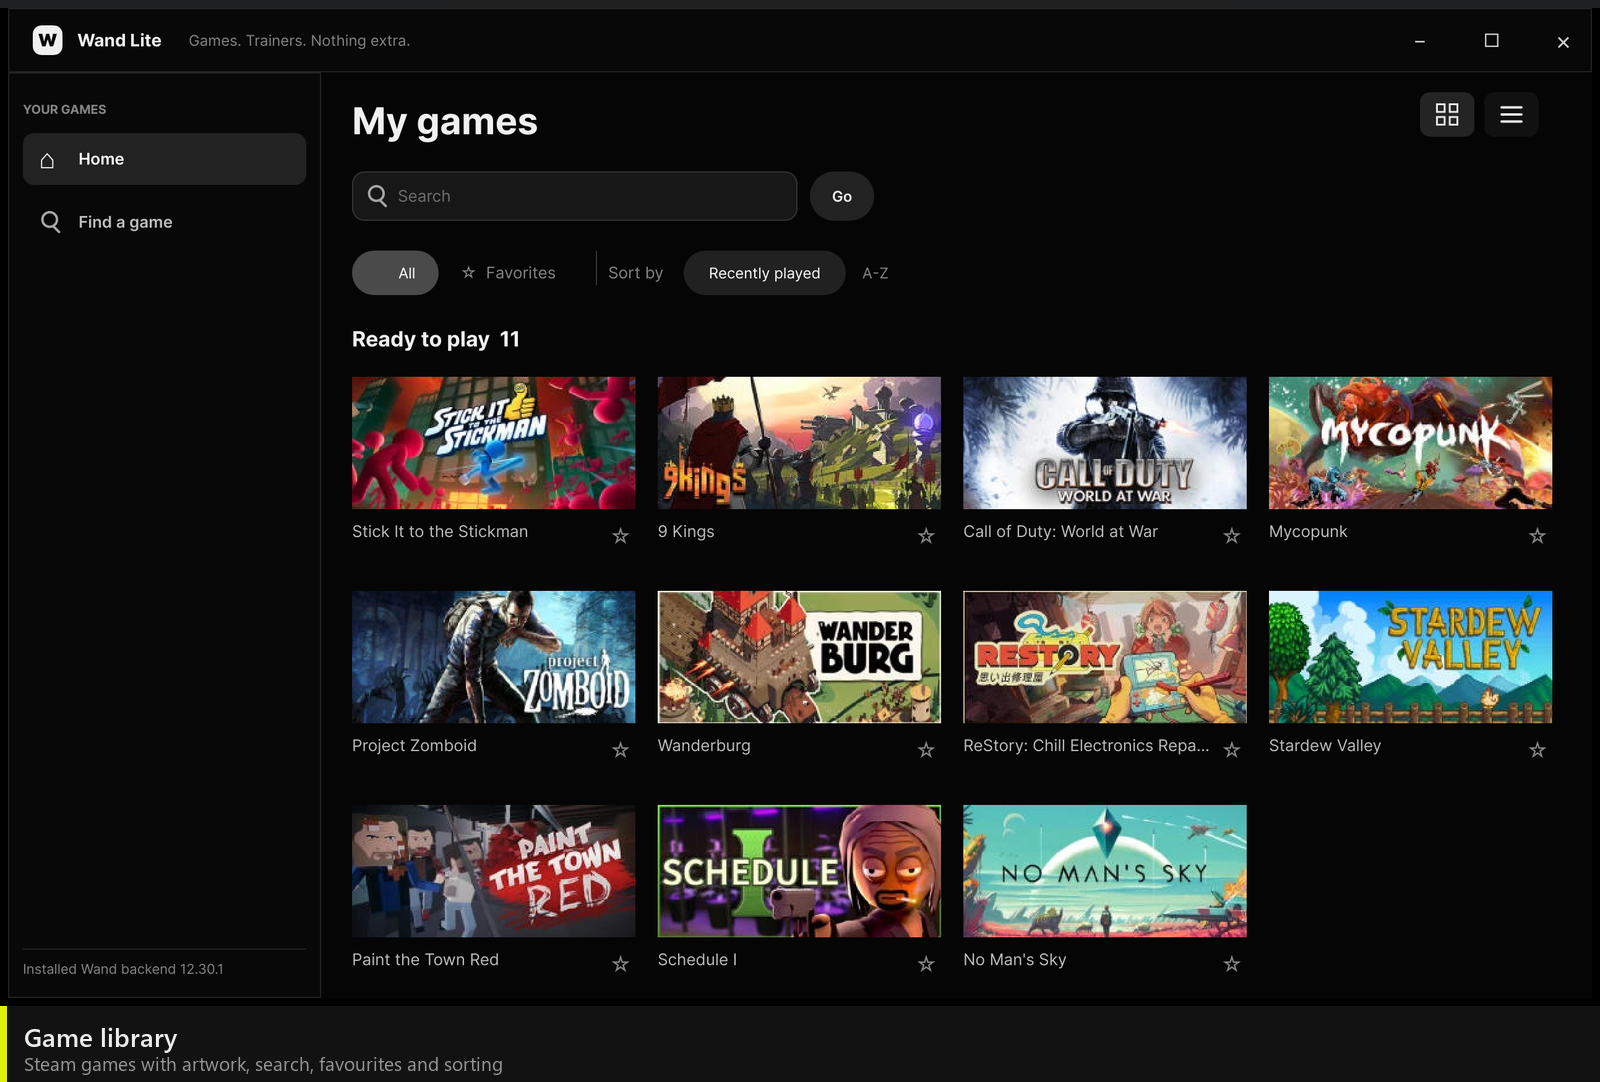 W Wand Lite Games. Trainers. Nothing extra.
YOUR GAMES
Home
Find a game
Installed Wand backend 12.30.1
My games
Search Go
All ☆ Favorites Sort by Recently played A-Z
Ready to play 11
STICK IT
TO THE
STICKMAN
Stick It to the Stickman
9Kings
9 Kings
CALL OF DUTY
WORLD AT WAR
Call of Duty: World at War
MYCOPUNK
Mycopunk
project
ZOMBOID
Project Zomboid
WANDER
BURG
Wanderburg
RESTORY
思い出修理屋
ReStory: Chill Electronics Repa...
STARDEW
VALLEY
Stardew Valley
PAINT
THE TOWN
RED
Paint the Town Red
SCHEDULE I
Schedule I
NO MAN'S SKY
No Man's Sky
Game library
Steam games with artwork, search, favourites and sorting